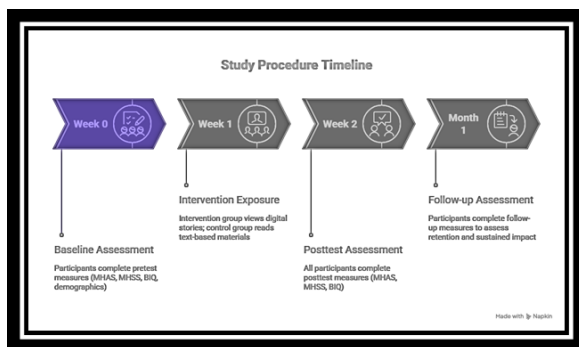 Study Procedure Timeline
Week 0
Week 1
Week 2
Month
1
Intervention Exposure
Intervention group views digital
stories; control group reads
text-based materials
Follow-up Assessment
Participants complete follow-
up measures to assess
retention and sustained impact
Baseline Assessment
Participants complete pretest
measures (MHAS, MHSS, BIQ,
demographics)
Posttest Assessment
All participants complete
posttest measures (MHAS,
MHSS, BIQ)
Made with Napkin